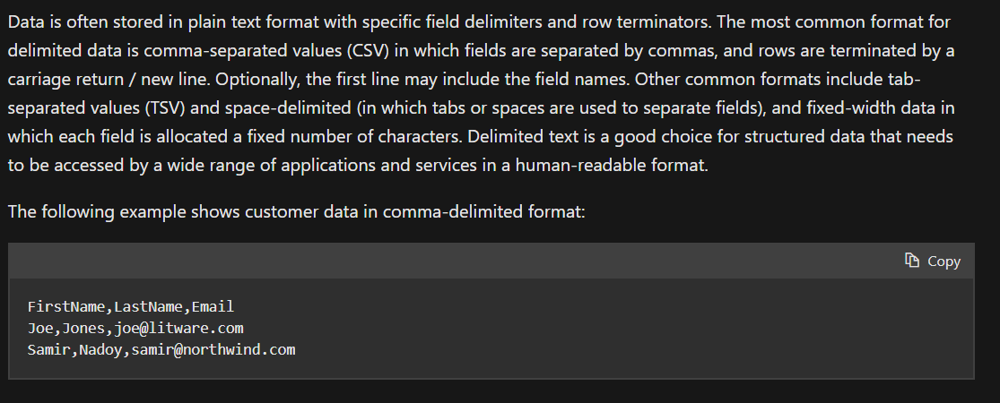 Data is often stored in plain text format with specific field delimiters and row terminators. The most common format for
delimited data is comma-separated values (CSV) in which fields are separated by commas, and rows are terminated by a
carriage return / new line. Optionally, the first line may include the field names. Other common formats include tab-
separated values (TSV) and space-delimited (in which tabs or spaces are used to separate fields), and fixed-width data in
which each field is allocated a fixed number of characters. Delimited text is a good choice for structured data that needs
to be accessed by a wide range of applications and services in a human-readable format.
The following example shows customer data in comma-delimited format:
Copy
FirstName,LastName,Email
Joe,Jones,joe@litware.com
Samir,Nadoy,samir@northwind.com